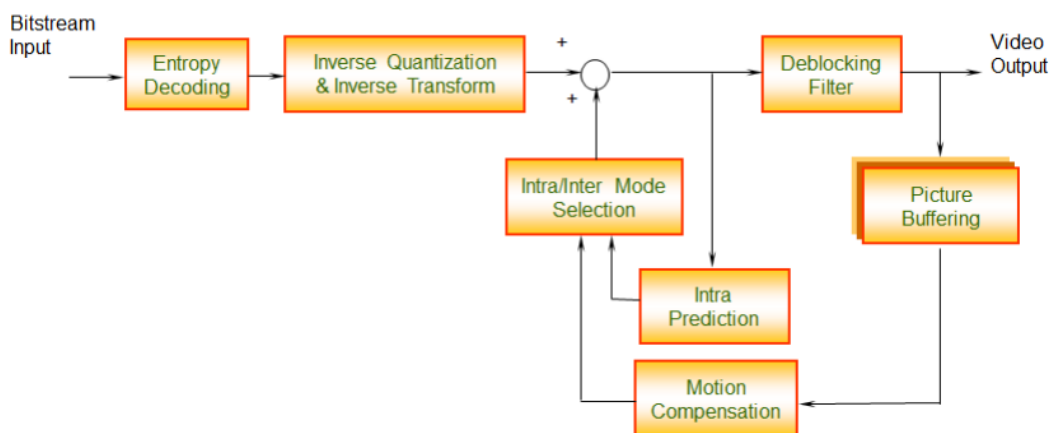 Bitstream
Input
Entropy
Decoding
Inverse Quantization
& Inverse Transform
+
+
Deblocking
Filter
Video
Output
Intra/Inter Mode
Selection
Picture
Buffering
Intra
Prediction
Motion
Compensation